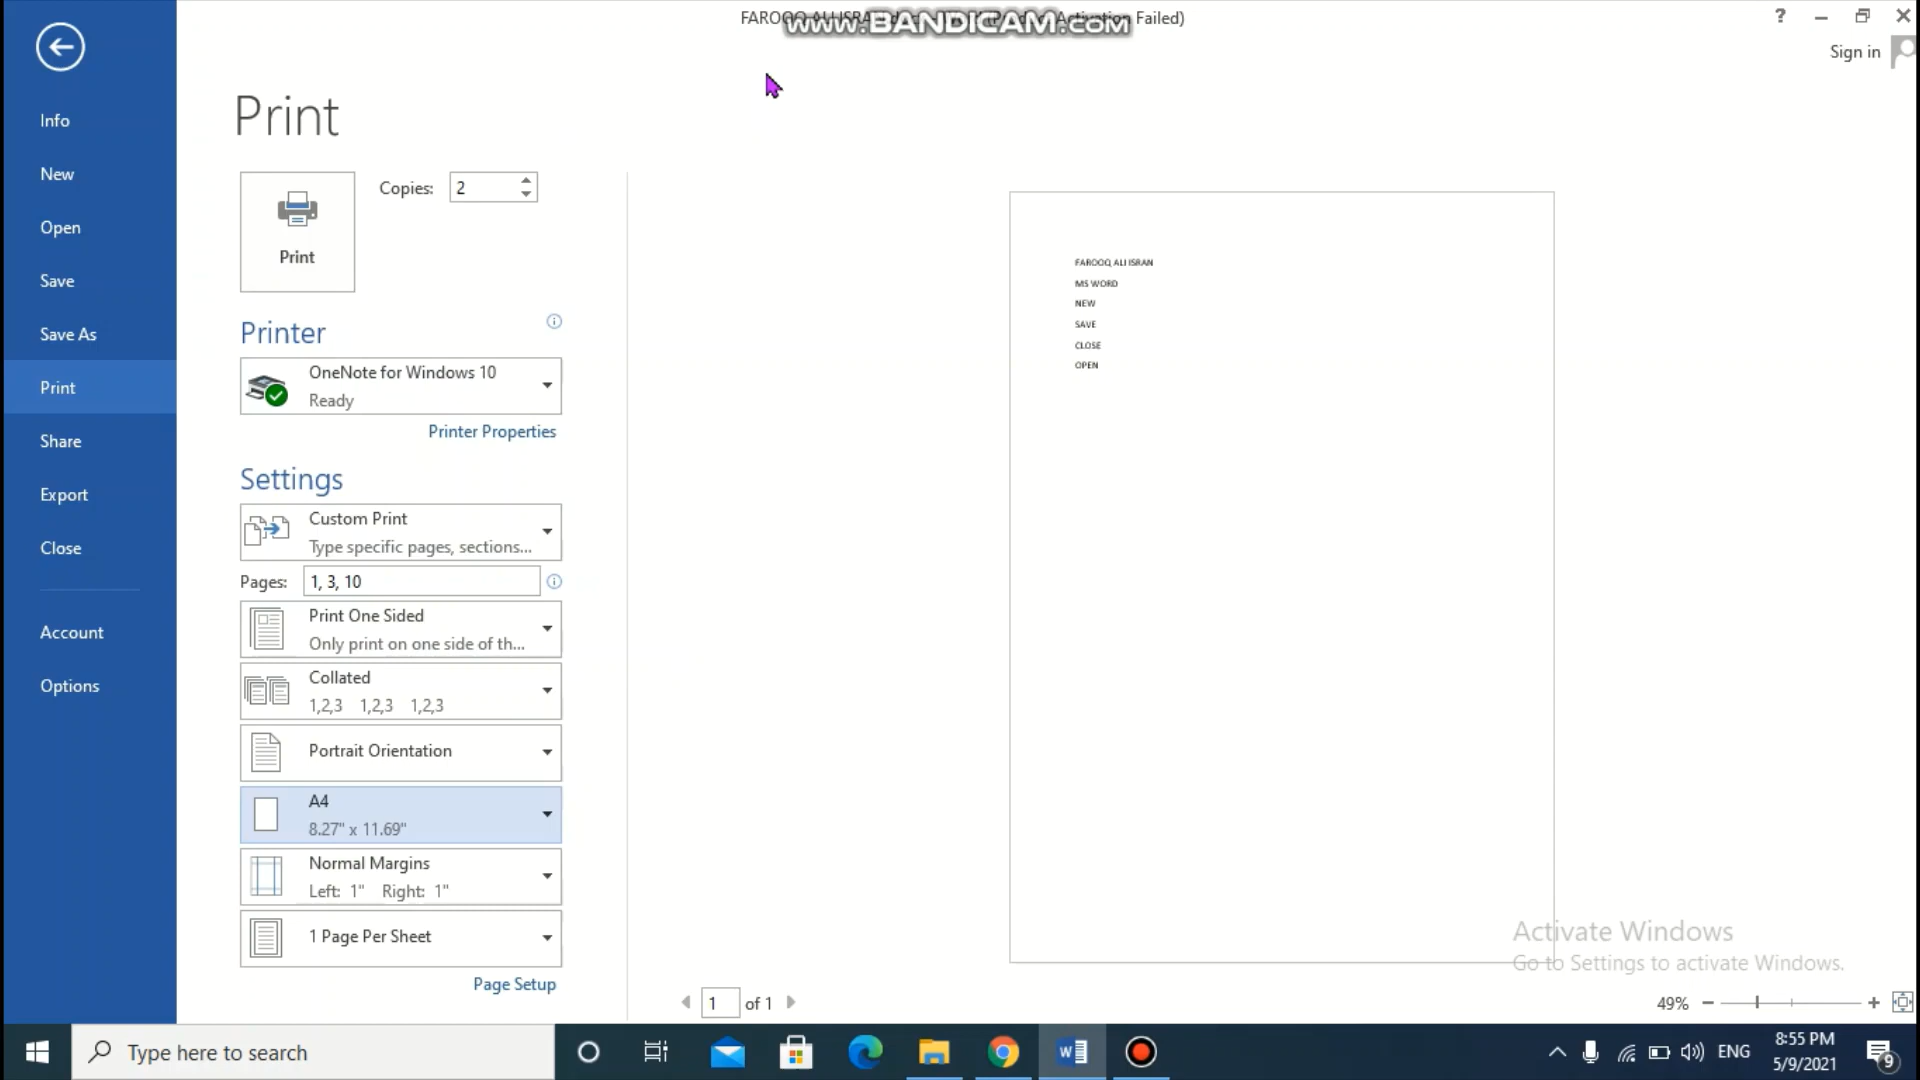 FAROOQ ALI ISRAN
Activation Failed)
www.BANDICAM.com
Sign in
Info
New
Open
Save
Save As
Print
Share
Export
Close
Account
Options
Print
Print
Copies: 2
Printer
OneNote for Windows 10
Ready
Printer Properties
Settings
Custom Print
Type specific pages, sections...
Pages: 1, 3, 10
Print One Sided
Only print on one side of th...
Collated
1,2,3 1,2,3 1,2,3
Portrait Orientation
A4
8.27" x 11.69"
Normal Margins
Left: 1" Right: 1"
1 Page Per Sheet
Page Setup
FAROOQ ALI ISRAN
MS WORD
NEW
SAVE
CLOSE
OPEN
Activate Windows
Go to Settings to activate Windows.
1 of 1
49%
Type here to search
ENG
8:55 PM
5/9/2021
9